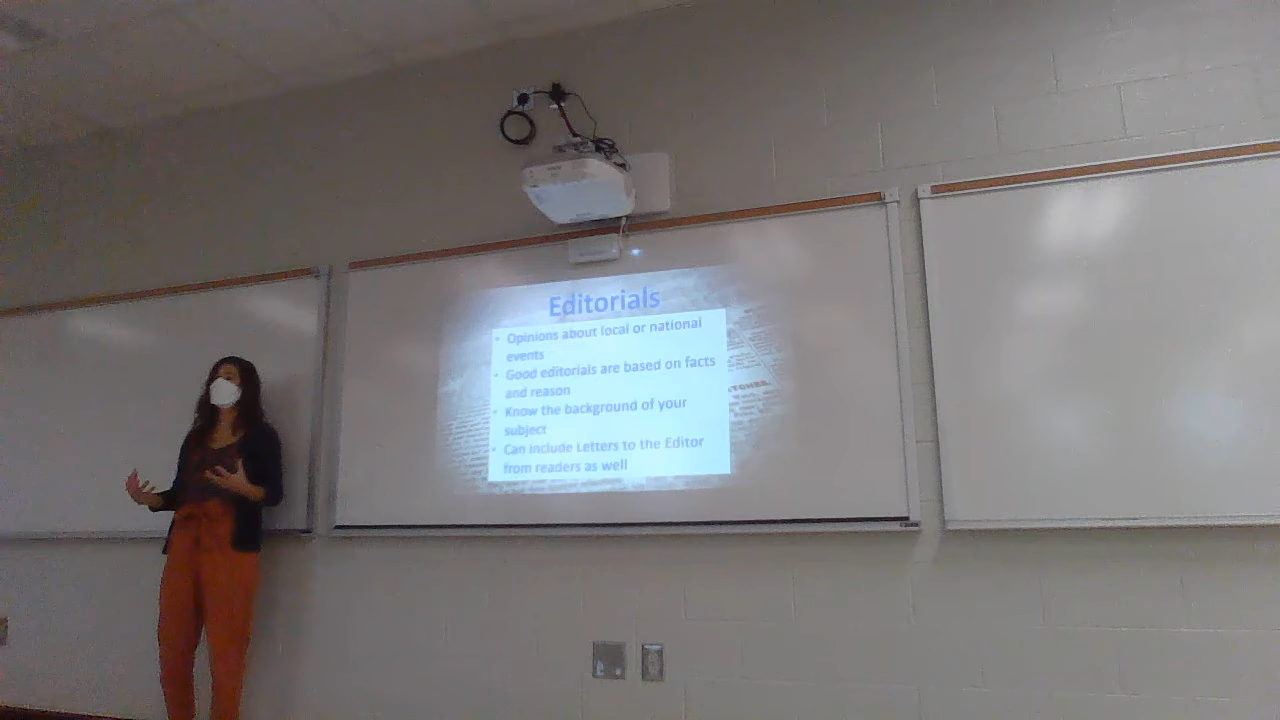 Editorials
• Opinions about local or national
events
• Good editorials are based on facts
and reason
• Know the background of your
subject
• Can include Letters to the Editor
from readers as well